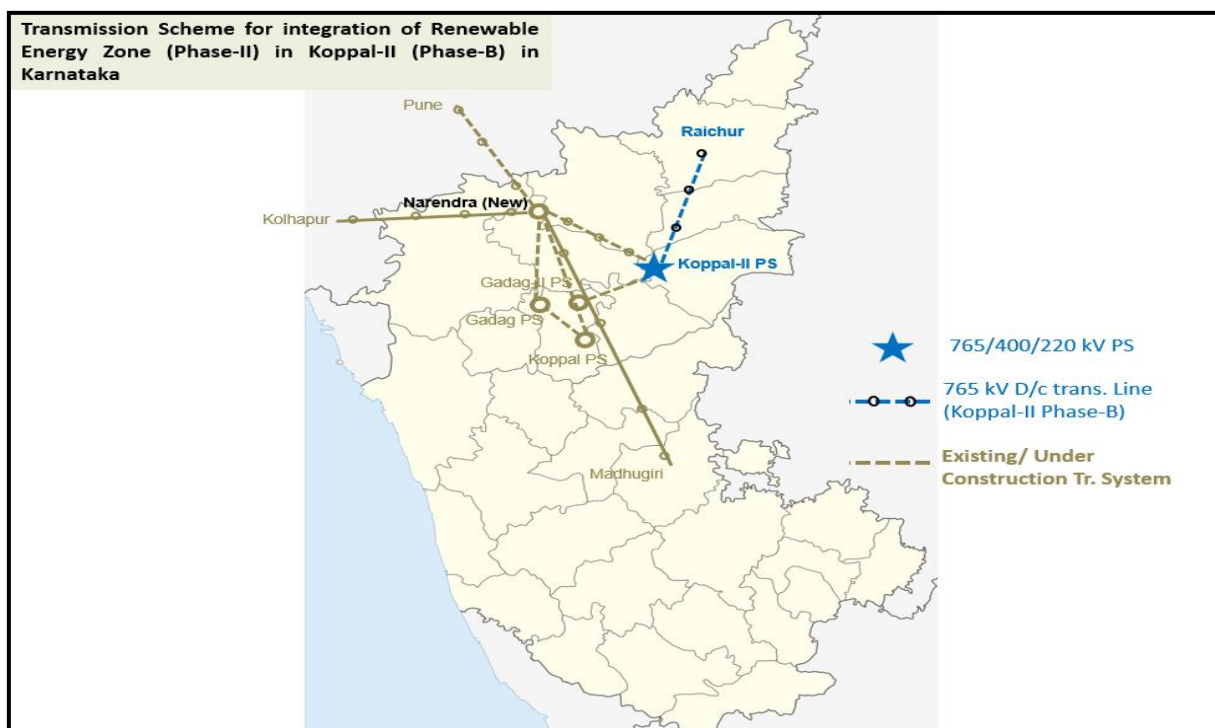 Transmission Scheme for integration of Renewable
Energy Zone (Phase-II) in Koppal-II (Phase-B) in
Karnataka
Pune
Raichur
Narendra (New)
Kolhapur
Koppal-II PS
Gadag-II PS
Gadag PS
Koppal PS
765/400/220 kV PS
765 kV D/c trans. Line
(Koppal-II Phase-B)
Existing/ Under
Construction Tr. System
Madhugiri